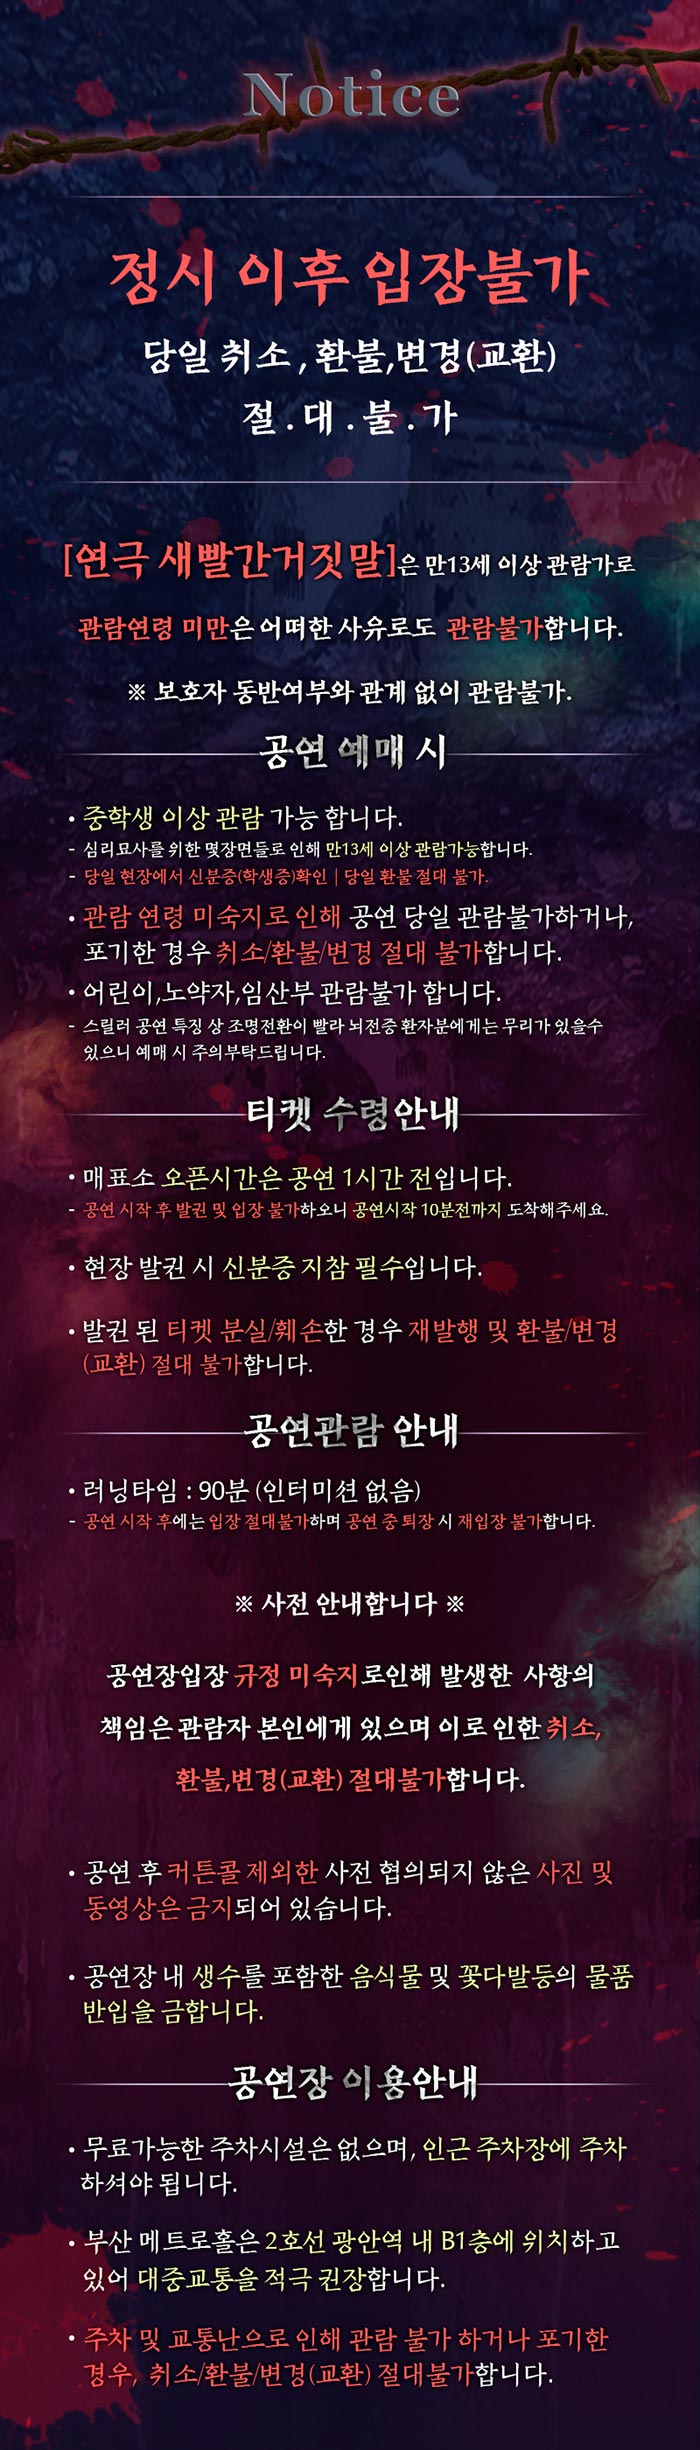 Notice
정시 이후 입장불가
당일 취소 , 환불,변경(교환)
절 . 대 . 불 . 가
[연극 새빨간거짓말]은 만13세 이상 관람가로
관람연령 미만은 어떠한 사유로도 관람불가합니다.
※ 보호자 동반여부와 관계 없이 관람불가.
공연 예매 시
• 중학생 이상 관람 가능 합니다.
- 심리묘사를 위한 몇장면들로 인해 만13세 이상 관람가능합니다.
- 당일 현장에서 신분증(학생증)확인 | 당일 환불 절대 불가.
• 관람 연령 미숙지로 인해 공연 당일 관람불가하거나,
포기한 경우 취소/환불/변경 절대 불가합니다.
• 어린이,노약자,임산부 관람불가 합니다.
- 스릴러 공연 특징 상 조명전환이 빨라 뇌전증 환자분에게는 무리가 있을수
있으니 예매 시 주의부탁드립니다.
티켓 수령안내
• 매표소 오픈시간은 공연 1시간 전입니다.
- 공연 시작 후 발권 및 입장 불가하오니 공연시작 10분전까지 도착해주세요.
• 현장 발권 시 신분증 지참 필수입니다.
• 발권 된 티켓 분실/훼손한 경우 재발행 및 환불/변경
(교환) 절대 불가합니다.
공연관람 안내
• 러닝타임 : 90분 (인터미션 없음)
- 공연 시작 후에는 입장 절대불가하며 공연 중 퇴장 시 재입장 불가합니다.
※ 사전 안내합니다 ※
공연장입장 규정 미숙지로인해 발생한 사항의
책임은 관람자 본인에게 있으며 이로 인한 취소,
환불,변경(교환) 절대불가합니다.
• 공연 후 커튼콜 제외한 사전 협의되지 않은 사진 및
동영상은 금지되어 있습니다.
• 공연장 내 생수를 포함한 음식물 및 꽃다발등의 물품
반입을 금합니다.
공연장 이용안내
• 무료가능한 주차시설은 없으며, 인근 주차장에 주차
하셔야 됩니다.
• 부산 메트로홀은 2호선 광안역 내 B1층에 위치하고
있어 대중교통을 적극 권장합니다.
• 주차 및 교통난으로 인해 관람 불가 하거나 포기한
경우, 취소/환불/변경(교환) 절대불가합니다.